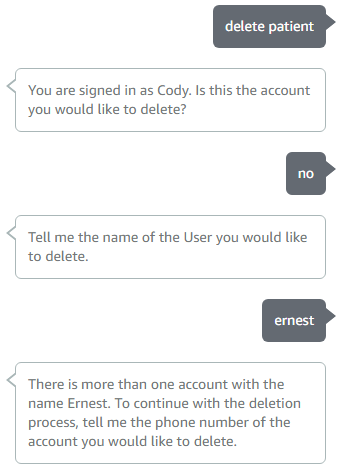 delete patient
You are signed in as Cody. Is this the account
you would like to delete?
no
Tell me the name of the User you would like
to delete.
ernest
There is more than one account with the
name Ernest. To continue with the deletion
process, tell me the phone number of the
account you would like to delete.